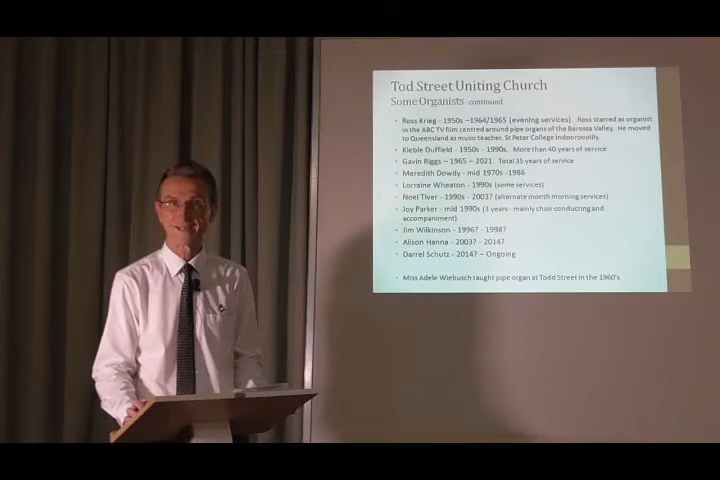 Tod Street Uniting Church
Some Organists - continued
• Ross Krieg - 1950s –1964/1965 (evening services) Ross starred as organist
in the ABC TV film centred around pipe organs of the Barossa Valley. He moved
to Queensland as music teacher, St Peter College Indooroopilly.
• Keble Duffield - 1950s - 1990s. More than 40 years of service
• Gavin Riggs – 1965 – 2021. Total 35 years of service
• Meredith Dowdy - mid 1970s -1986
• Lorraine Wheaton - 1990s (some services)
• Noel Tiver - 1990s - 2003? (alternate month morning services)
• Joy Parker - mid 1990s (3 years - mainly choir conducting and
accompaniment)
• Jim Wilkinson - 1996? - 1998?
• Alison Hanna - 2003? - 2014?
• Darrel Schutz - 2014? – Ongoing
• Miss Adele Wiebusch taught pipe organ at Todd Street in the 1960's